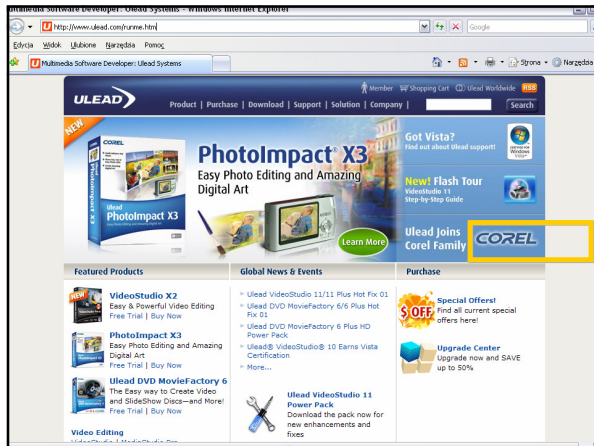 Multimedia Software Developer: Ulead Systems - Windows Internet Explorer
http://www.ulead.com/runme.htm
Google
Edycja Widok Ulubione Narzędzia Pomoc
Multimedia Software Developer: Ulead Systems
Strona
Narzędzia
Member Shopping Cart Ulead Worldwide RSS
ULEAD
Product | Purchase | Download | Support | Solution | Company |
Search
NEW
COREL
Ulead
PhotoImpact X3
PhotoImpact X3
PhotoImpact® X3
Easy Photo Editing and Amazing
Digital Art
Learn More
Got Vista?
Find out about Ulead support!
Windows
New! Flash Tour
VideoStudio 11
Step-by-Step Guide
Ulead Joins
Corel Family
COREL
Featured Products
NEW
VideoStudio X2
Easy & Powerful Video Editing
Free Trial | Buy Now
PhotoImpact X3
Easy Photo Editing and Amazing
Digital Art
Free Trial | Buy Now
Ulead DVD MovieFactory 6
The Easy way to Create Video
and SlideShow Discs—and More!
Free Trial | Buy Now
Video Editing
VideoStudio | MediaStudio Pro
Global News & Events
Ulead VideoStudio 11/11 Plus Hot Fix 01
Ulead DVD MovieFactory 6/6 Plus Hot
Fix 01
Ulead DVD MovieFactory 6 Plus HD
Power Pack
Ulead® VideoStudio® 10 Earns Vista
Certification
More...
Ulead VideoStudio 11
Power Pack
Download the pack now for
new enhancements and
fixes
Purchase
$ OFF
Special Offers!
Find all current special
offers here!
Upgrade Center
Upgrade now and SAVE
up to 50%